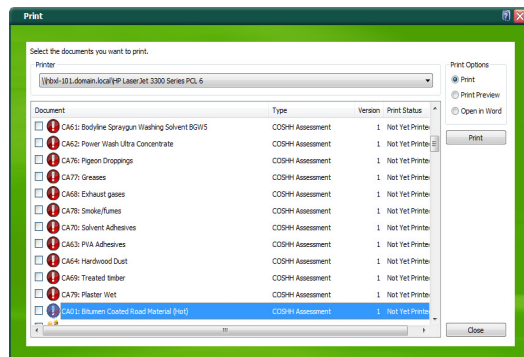 Print
Select the documents you want to print.
Printer
\\hbxl-101.domain.local\HP LaserJet 3300 Series PCL 6
Print Options
Print
Print Preview
Open in Word
Print
Document Type Version Print Status
CA61: Bodyline Spraygun Washing Solvent BGW5 COSHH Assessment 1 Not Yet Printe
CA62: Power Wash Ultra Concentrate COSHH Assessment 1 Not Yet Printe
CA76: Pigeon Droppings COSHH Assessment 1 Not Yet Printe
CA77: Greases COSHH Assessment 1 Not Yet Printe
CA68: Exhaust gases COSHH Assessment 1 Not Yet Printe
CA78: Smoke/fumes COSHH Assessment 1 Not Yet Printe
CA70: Solvent Adhesives COSHH Assessment 1 Not Yet Printe
CA63: PVA Adhesives COSHH Assessment 1 Not Yet Printe
CA64: Hardwood Dust COSHH Assessment 1 Not Yet Printe
CA69: Treated timber COSHH Assessment 1 Not Yet Printe
CA79: Plaster Wet COSHH Assessment 1 Not Yet Printe
CA01: Bitumen Coated Road Material (Hot) COSHH Assessment 1 Not Yet Printe
Close